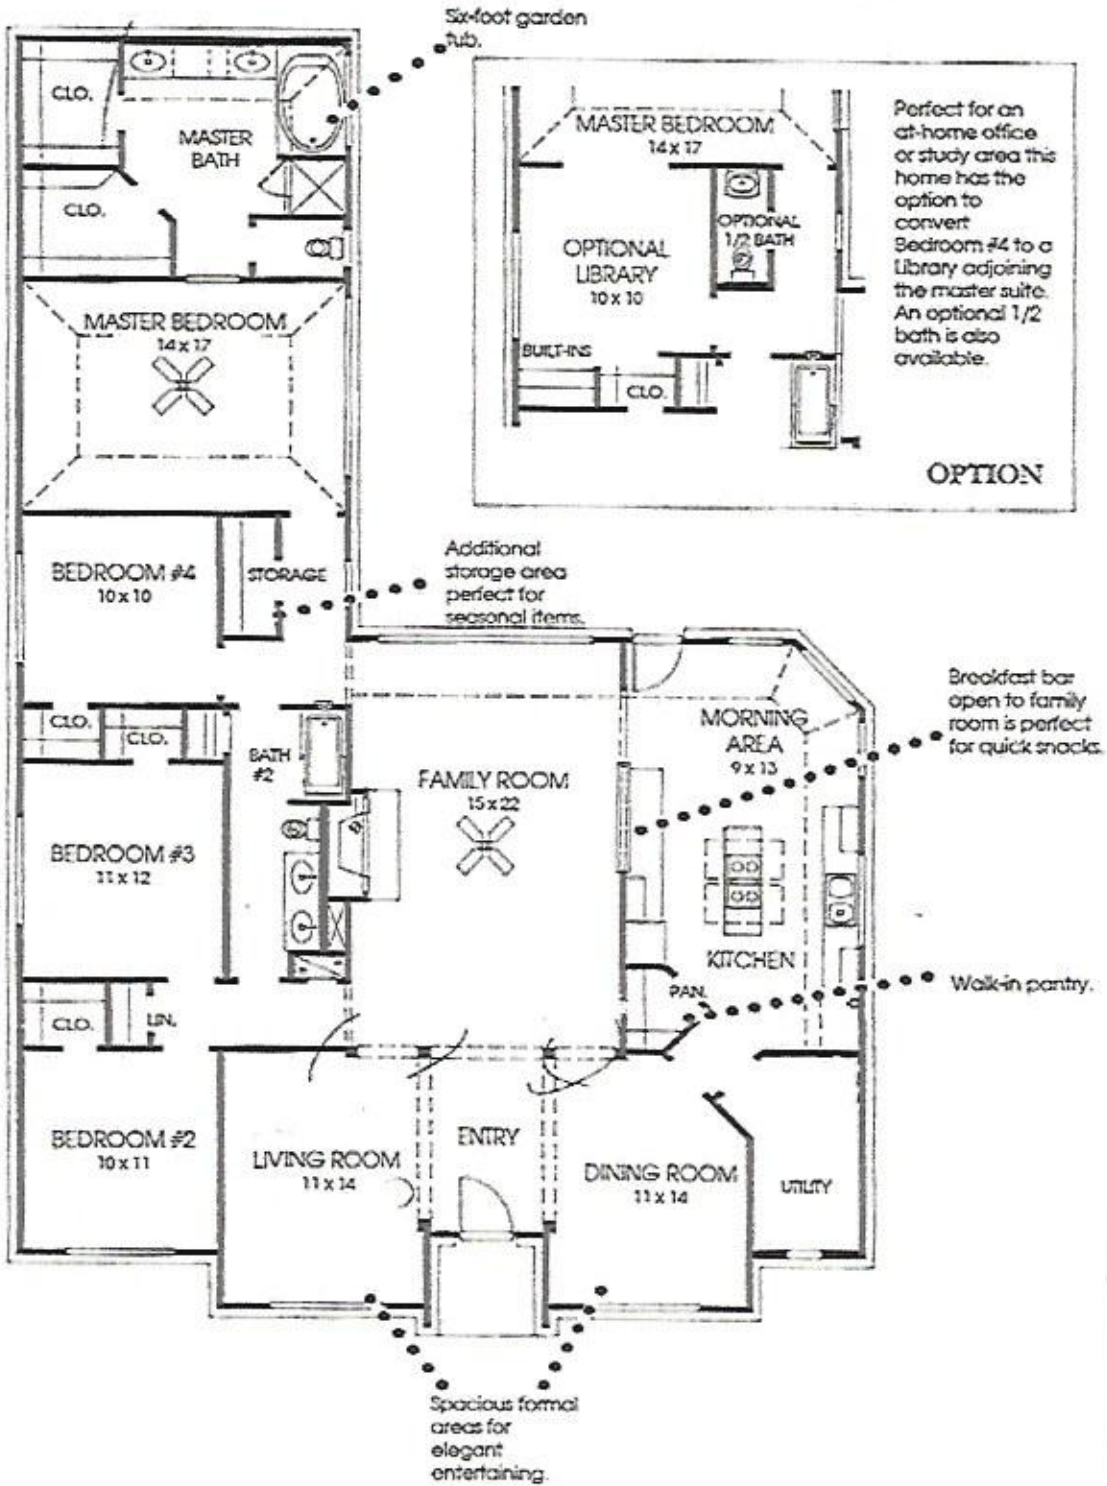 Six-foot garden
tub.
CLO.
MASTER
BATH
CLO.
MASTER BEDROOM
14 x 17
MASTER BEDROOM
14 x 17
OPTIONAL
LIBRARY
10 x 10
OPTIONAL
1/2 BATH
BUILT-INS
CLO.
Perfect for an
at-home office
or study area this
home has the
option to
convert
Bedroom #4 to a
Library adjoining
the master suite.
An optional 1/2
bath is also
available.
OPTION
BEDROOM #4
10 x 10
STORAGE
Additional
storage area
perfect for
seasonal items.
CLO.
CLO.
BATH
#2
FAMILY ROOM
15 x 22
MORNING
AREA
9 x 13
Breakfast bar
open to family
room is perfect
for quick snacks.
BEDROOM #3
11 x 12
KITCHEN
PAN.
Walk-in pantry.
CLO.
LIN.
BEDROOM #2
10 x 11
LIVING ROOM
11 x 14
ENTRY
DINING ROOM
11 x 14
UTILITY
Spacious formal
areas for
elegant
entertaining.